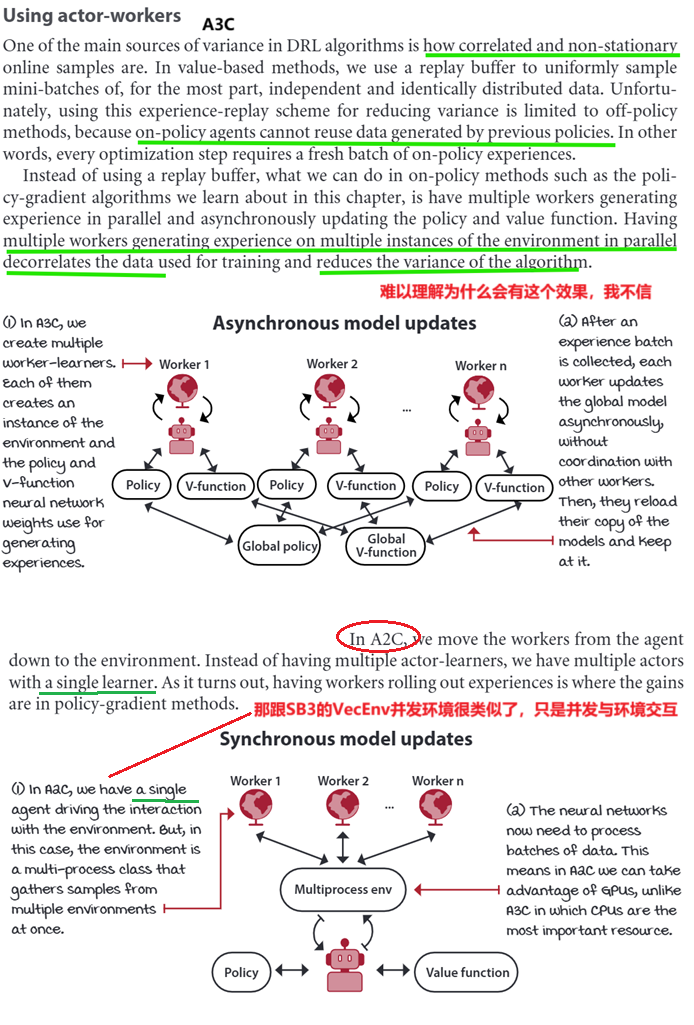 Using actor-workers
A3C
One of the main sources of variance in DRL algorithms is how correlated and non-stationary
online samples are. In value-based methods, we use a replay buffer to uniformly sample
mini-batches of, for the most part, independent and identically distributed data. Unfortu-
nately, using this experience-replay scheme for reducing variance is limited to off-policy
methods, because on-policy agents cannot reuse data generated by previous policies. In other
words, every optimization step requires a fresh batch of on-policy experiences.
Instead of using a replay buffer, what we can do in on-policy methods such as the poli-
cy-gradient algorithms we learn about in this chapter, is have multiple workers generating
experience in parallel and asynchronously updating the policy and value function. Having
multiple workers generating experience on multiple instances of the environment in parallel
decorrelates the data used for training and reduces the variance of the algorithm.
难以理解为什么会有这个效果，我不信
Asynchronous model updates
(1) In A3C, we
create multiple
worker-learners.
Each of them
creates an
instance of the
environment and
the policy and
V-function
neural network
weights use for
generating
experiences.
Worker 1
Worker 2
Worker n
...
Policy
V-function
Policy
V-function
Policy
V-function
Global policy
Global
V-function
(2) After an
experience batch
is collected, each
worker updates
the global model
asynchronously,
without
coordination with
other workers.
Then, they reload
their copy of the
models and keep
at it.
In A2C, we move the workers from the agent
down to the environment. Instead of having multiple actor-learners, we have multiple actors
with a single learner. As it turns out, having workers rolling out experiences is where the gains
are in policy-gradient methods.
那跟SB3的VecEnv并发环境很类似了，只是并发与环境交互
Synchronous model updates
(1) In A2C, we have a single
agent driving the interaction
with the environment. But, in
this case, the environment is
a multi-process class that
gathers samples from
multiple environments
at once.
Worker 1
Worker 2
Worker n
...
Multiprocess env
Policy
Value function
(2) The neural networks
now need to process
batches of data. This
means in A2C we can take
advantage of GPUs, unlike
A3C in which CPUs are the
most important resource.